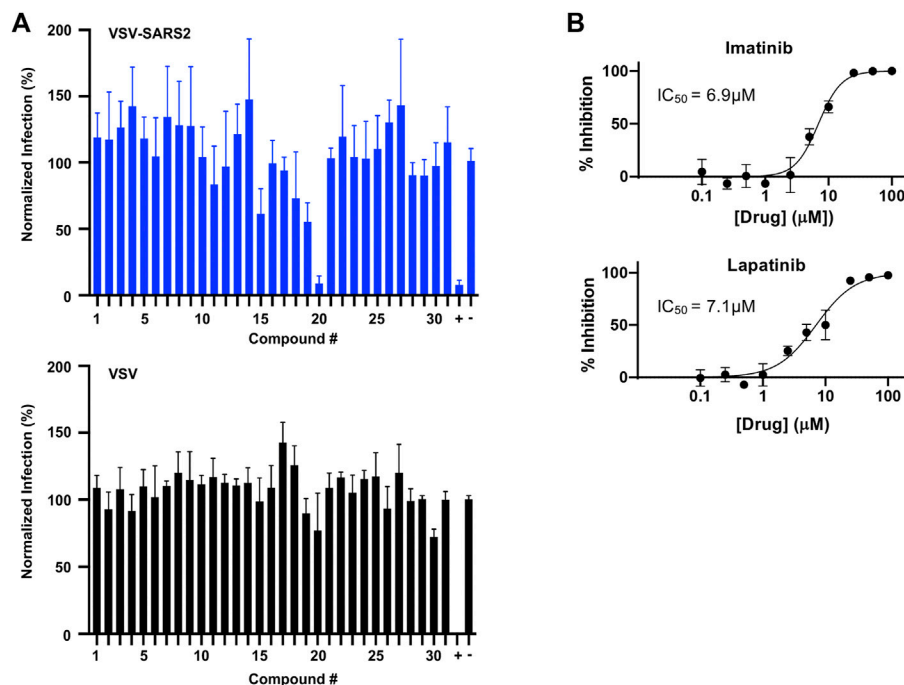 A
VSV-SARS2
Normalized Infection (%)
200
150
100
50
0
1 5 10 15 20 25 30 + -
Compound #
VSV
Normalized Infection (%)
200
150
100
50
0
1 5 10 15 20 25 30 + -
Compound #
B
Imatinib
IC50 = 6.9µM
% Inhibition
100
50
0
0.1 1 10 100
[Drug] (µM])
Lapatinib
IC50 = 7.1µM
% Inhibition
100
50
0
0.1 1 10 100
[Drug] (µM)